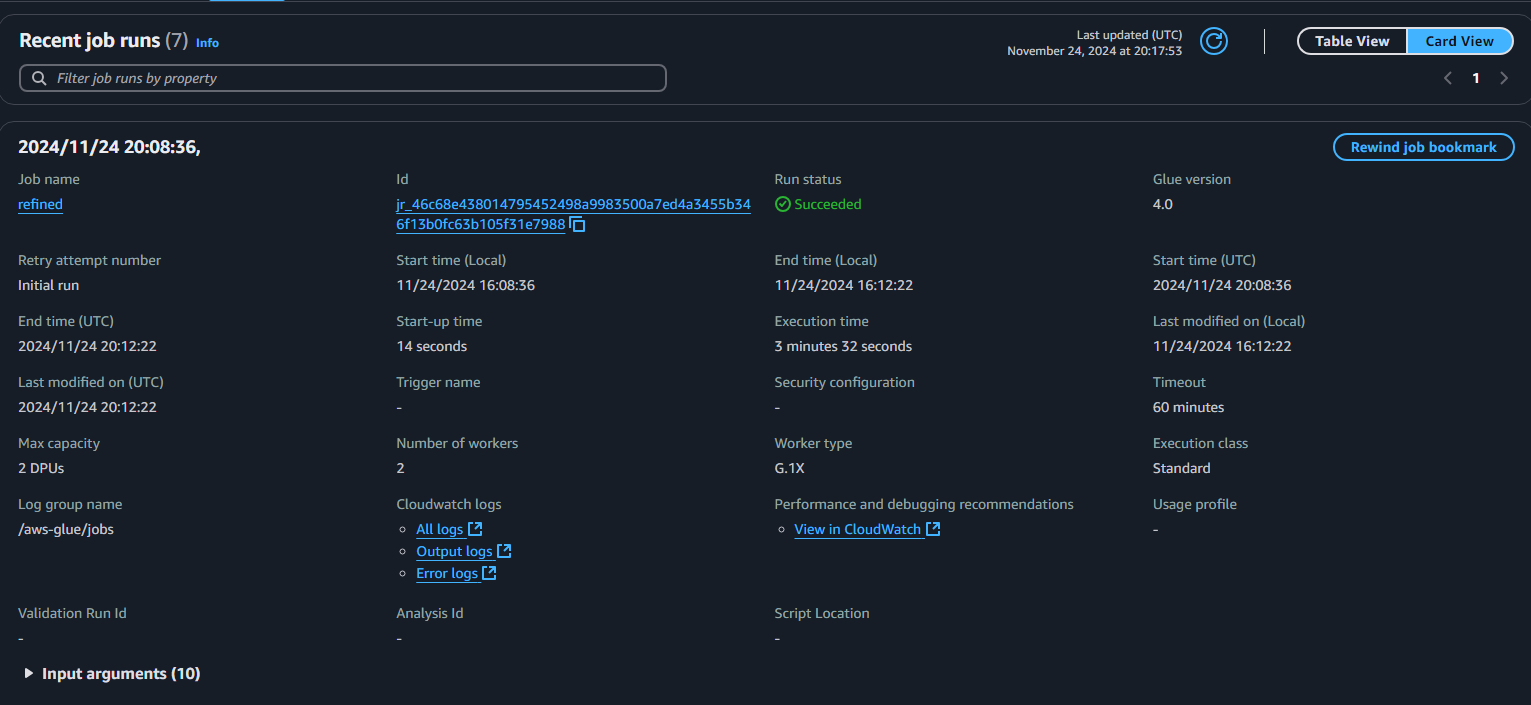 Recent job runs (7) Info
Last updated (UTC)
November 24, 2024 at 20:17:53
Table View
Card View
Filter job runs by property
1
2024/11/24 20:08:36,
Rewind job bookmark
Job name
refined
Id
jr_46c68e438014795452498a9983500a7ed4a3455b34
6f13b0fc63b105f31e7988
Run status
Succeeded
Glue version
4.0
Retry attempt number
Initial run
Start time (Local)
11/24/2024 16:08:36
End time (Local)
11/24/2024 16:12:22
Start time (UTC)
2024/11/24 20:08:36
End time (UTC)
2024/11/24 20:12:22
Start-up time
14 seconds
Execution time
3 minutes 32 seconds
Last modified on (Local)
11/24/2024 16:12:22
Last modified on (UTC)
2024/11/24 20:12:22
Trigger name
-
Security configuration
-
Timeout
60 minutes
Max capacity
2 DPUs
Number of workers
2
Worker type
G.1X
Execution class
Standard
Log group name
/aws-glue/jobs
Cloudwatch logs
All logs
Output logs
Error logs
Performance and debugging recommendations
View in CloudWatch
Usage profile
-
Validation Run Id
-
Analysis Id
-
Script Location
-
Input arguments (10)